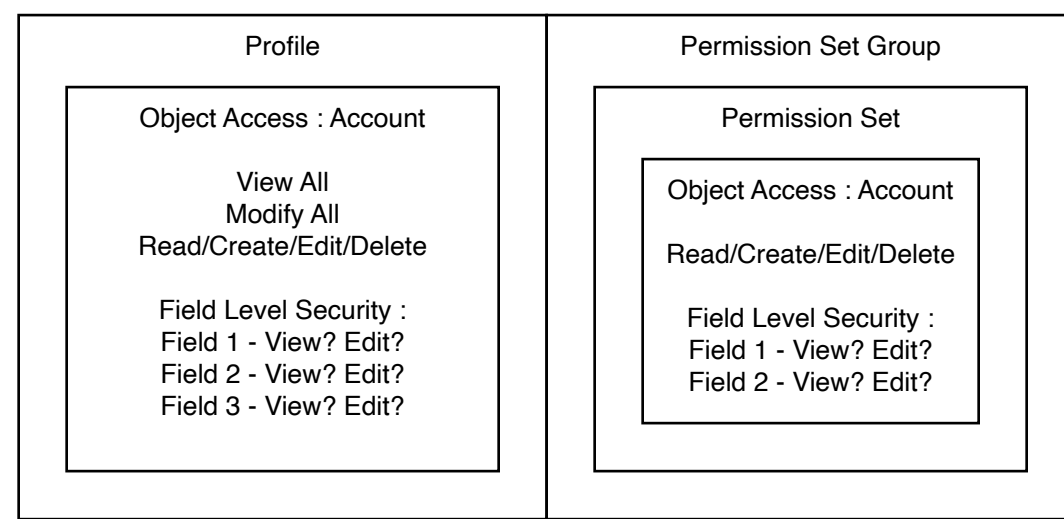 Profile
Object Access : Account
View All
Modify All
Read/Create/Edit/Delete
Field Level Security :
Field 1 - View? Edit?
Field 2 - View? Edit?
Field 3 - View? Edit?
Permission Set Group
Permission Set
Object Access : Account
Read/Create/Edit/Delete
Field Level Security :
Field 1 - View? Edit?
Field 2 - View? Edit?